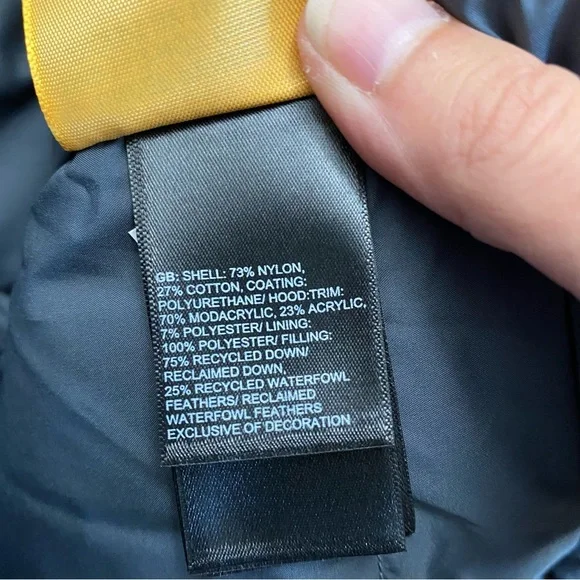 GB: SHELL: 73% NYLON,
27% COTTON, COATING:
POLYURETHANE/ HOOD:TRIM:
70% MODACRYLIC, 23% ACRYLIC,
7% POLYESTER/ LINING:
100% POLYESTER/ FILLING:
75% RECYCLED DOWN/
RECLAIMED DOWN,
25% RECYCLED WATERFOWL
FEATHERS/ RECLAIMED
WATERFOWL FEATHERS
EXCLUSIVE OF DECORATION